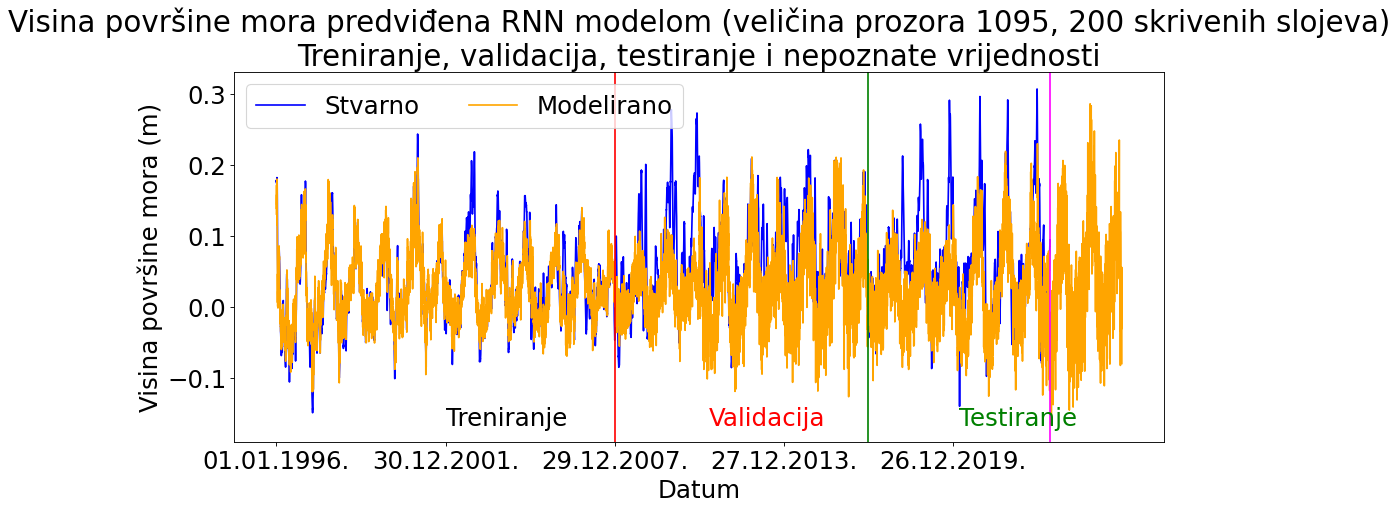 Visina površine mora predviđena RNN modelom (veličina prozora 1095, 200 skrivenih slojeva)
Treniranje, validacija, testiranje i nepoznate vrijednosti
Stvarno
Modelirano
Visina površine mora (m)
0.3
0.2
0.1
0.0
−0.1
Treniranje
Validacija
Testiranje
01.01.1996.
30.12.2001.
29.12.2007.
27.12.2013.
26.12.2019.
Datum